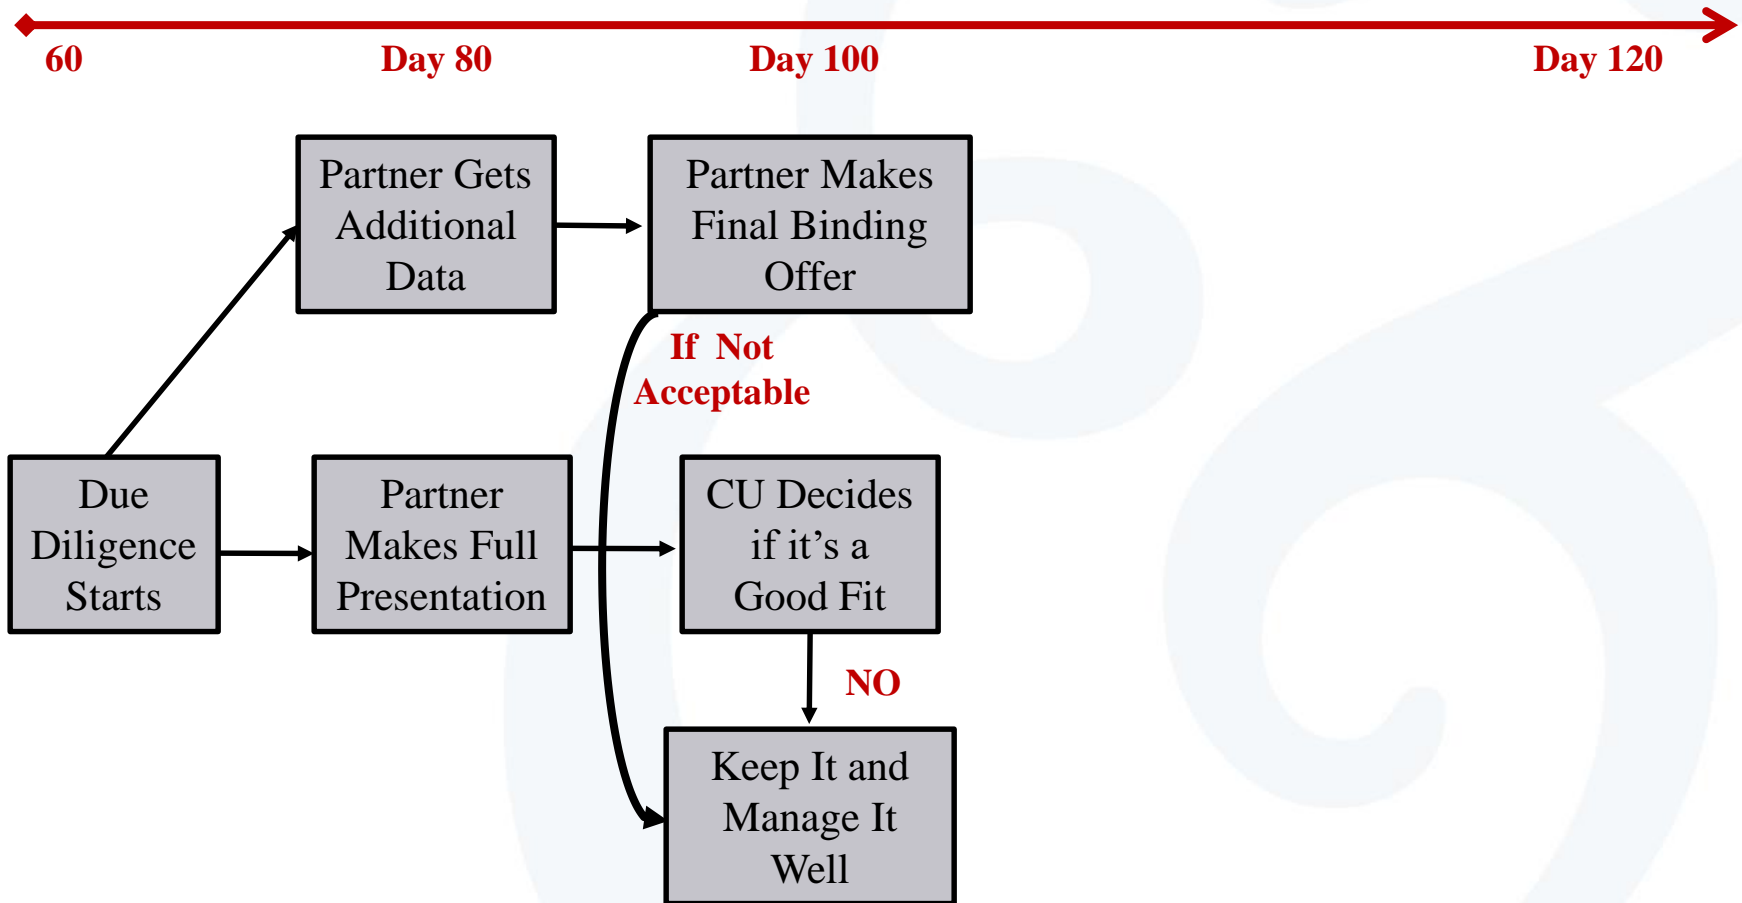 60
Day 80
Day 100
Day 120
Partner Gets
Additional
Data
Partner Makes
Final Binding
Offer
If Not
Acceptable
Due
Diligence
Starts
Partner
Makes Full
Presentation
CU Decides
if it’s a
Good Fit
NO
Keep It and
Manage It
Well